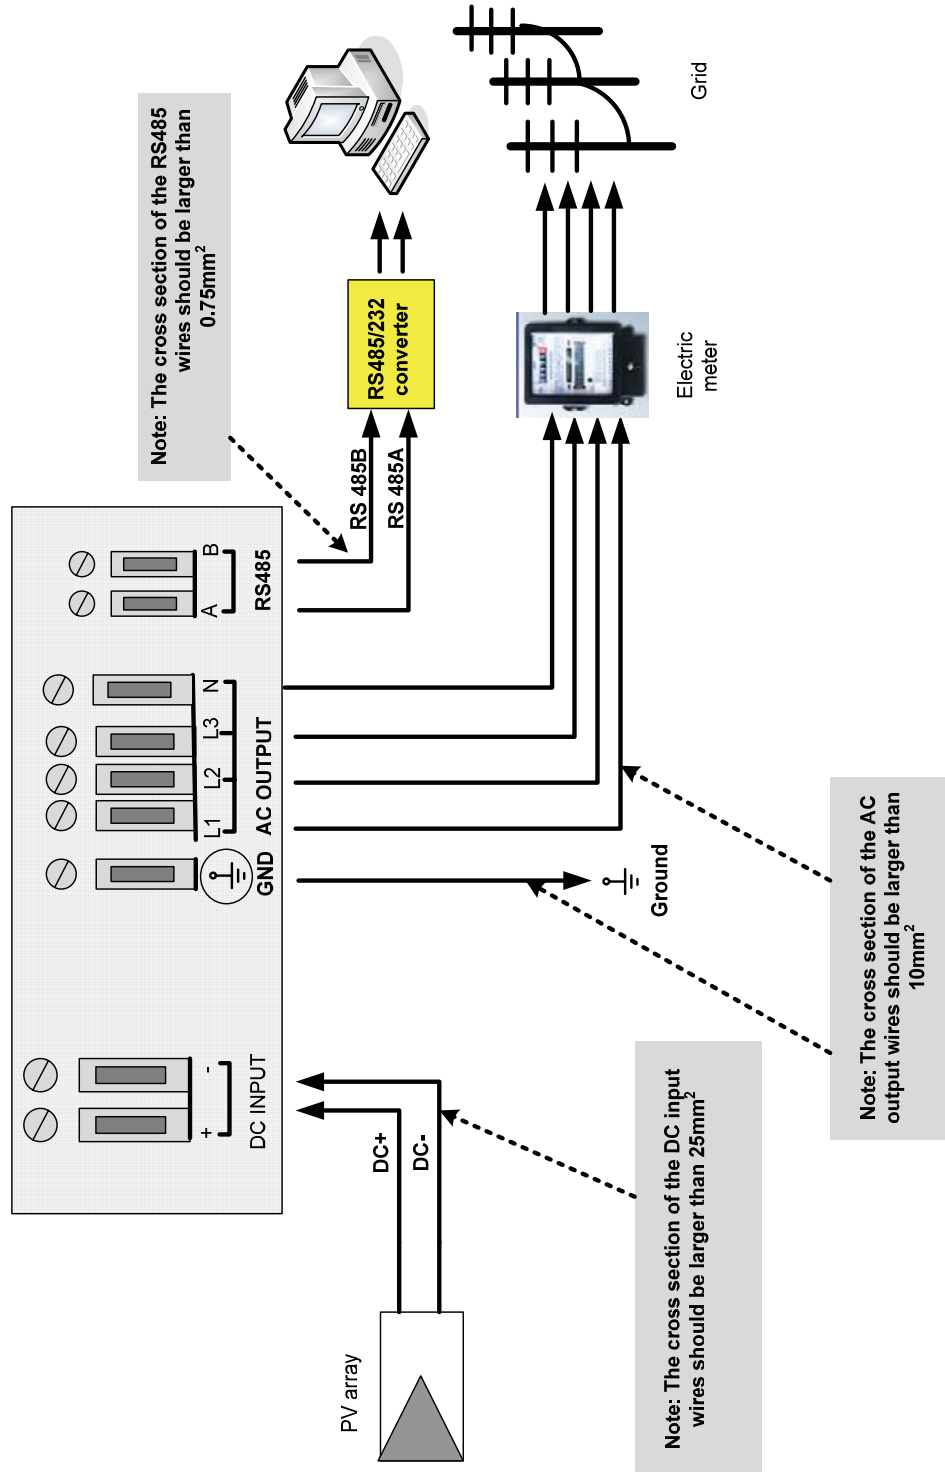 +
-
DC INPUT
GND
L1
L2
L3
N
AC OUTPUT
A
B
RS485
Note: The cross section of the RS485
wires should be larger than
0.75mm²
PV array
DC+
DC-
Ground
RS 485B
RS 485A
RS485/232
converter
Electric
meter
Grid
Note: The cross section of the DC input
wires should be larger than 25mm²
Note: The cross section of the AC
output wires should be larger than
10mm²